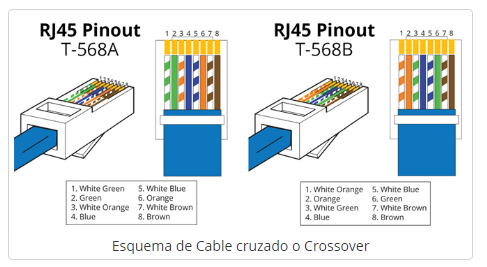 RJ45 Pinout
T-568A
1 2 3 4 5 6 7 8
1. White Green
2. Green
3. White Orange
4. Blue
5. White Blue
6. Orange
7. White Brown
8. Brown
RJ45 Pinout
T-568B
1 2 3 4 5 6 7 8
1. White Orange
2. Orange
3. White Green
4. Blue
5. White Blue
6. Green
7. White Brown
8. Brown
Esquema de Cable cruzado o Crossover